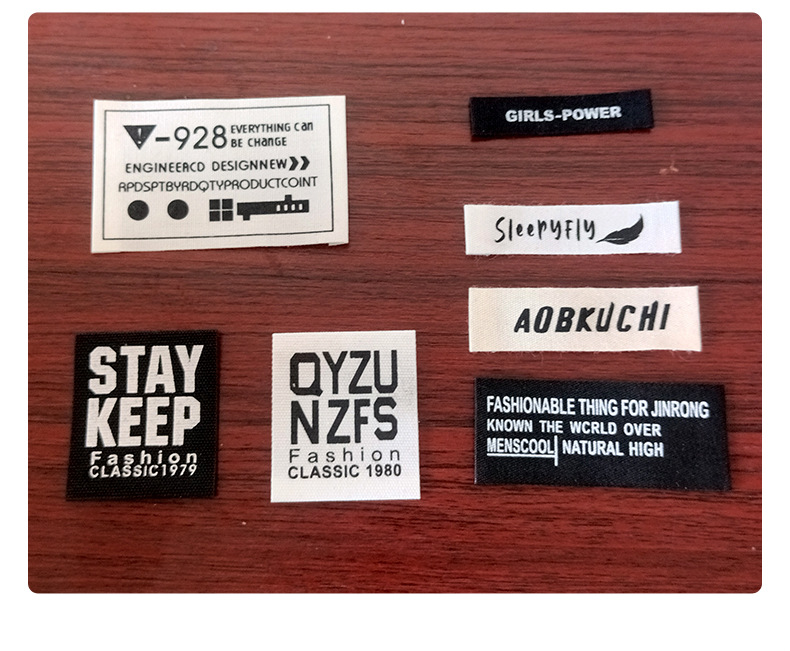 -928 EVERYTHING can
BE CHANGE
ENGINEERCD DESIGNNEW
RPDSPTBYRDQTYPRODUCTCOINT
GIRLS-POWER
SleepyFly
AOBKUCHI
STAY
KEEP
Fashion
CLASSIC1979
QYZU
NZFS
Fashion
CLASSIC 1980
FASHIONABLE THING FOR JINRONG
KNOWN THE WCRLD OVER
MENSCOOL NATURAL HIGH